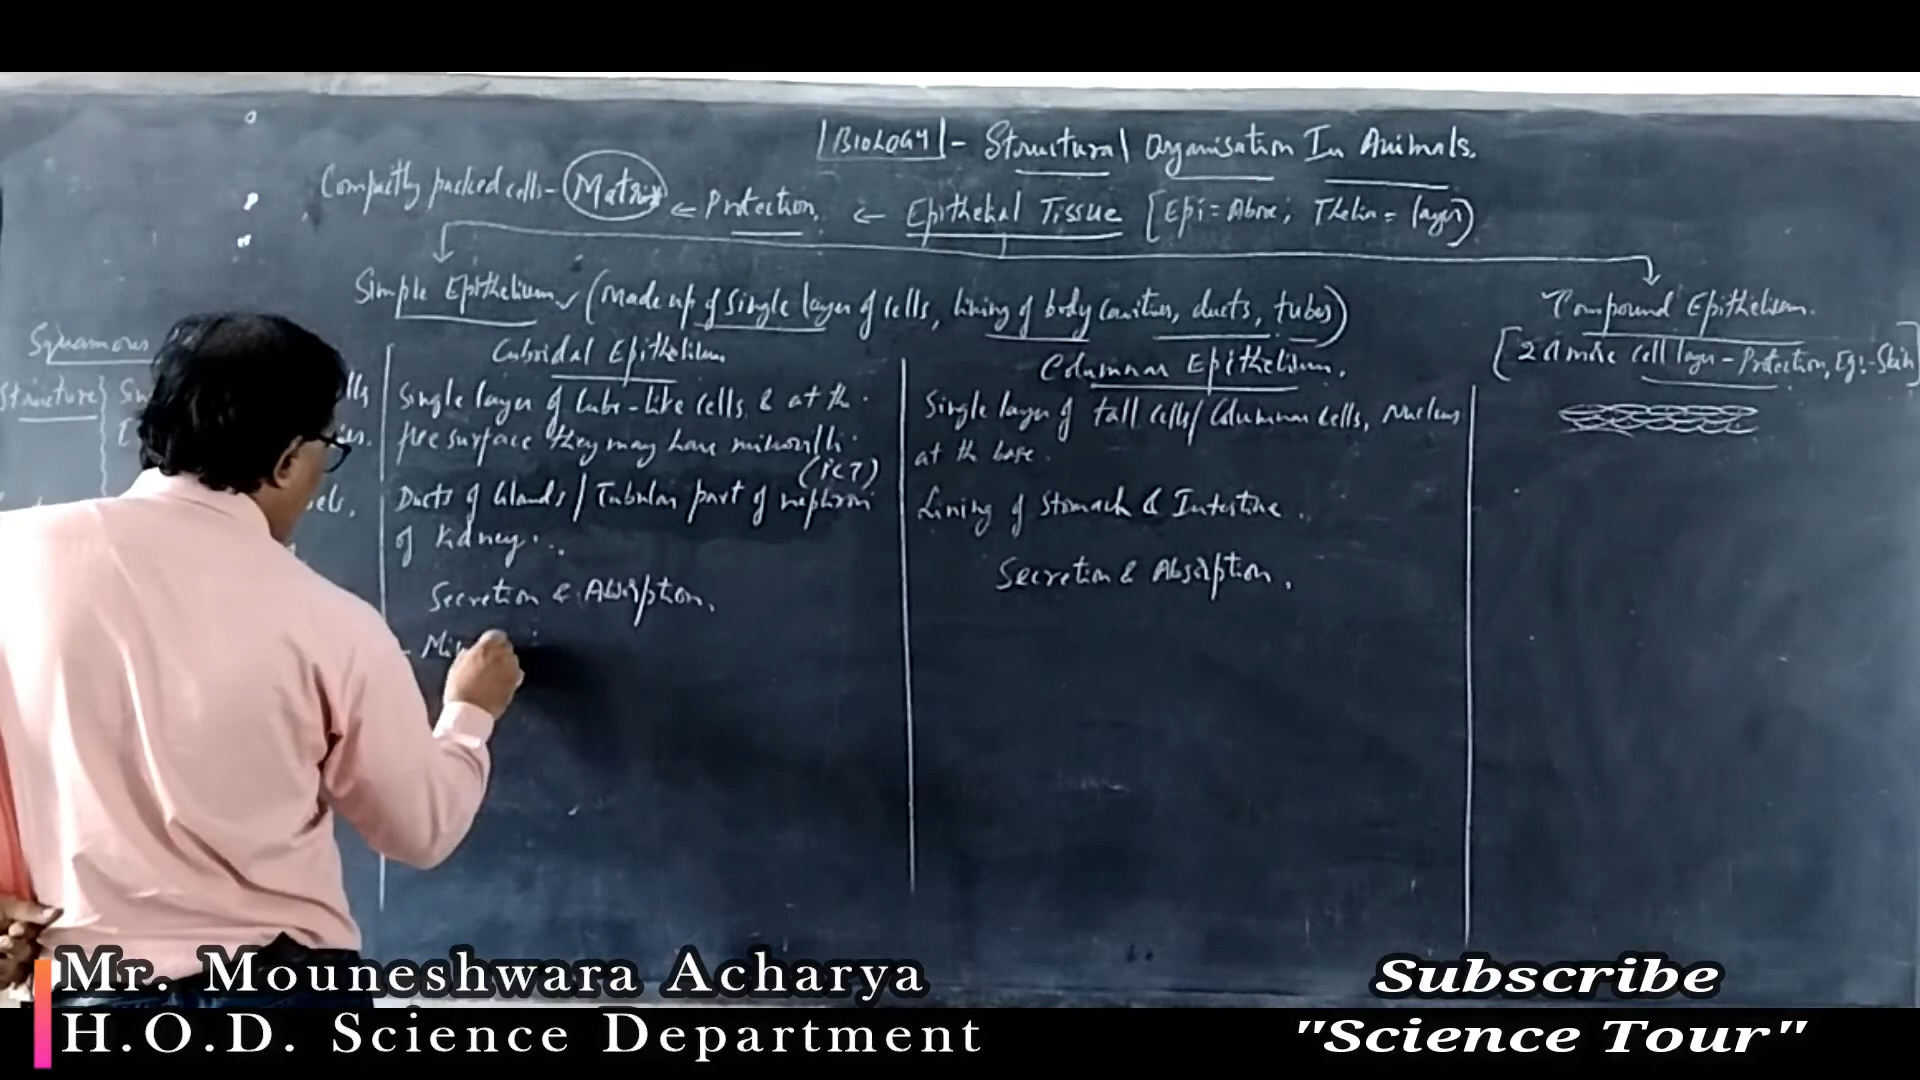 |BIOLOGY| - Structural Organisation In Animals.
Compactly packed cells - Matrix ← Protection. ← Epithelial Tissue [Epi = Above; Thelia = layer)
Simple Epithelium (Made up of single layer of cells, lining of body cavities, ducts, tubes)
Compound Epithelium.
[2 or more cell layer - Protection, Eg:- Skin]
Squamous
Structure
Cuboidal Epithelium
Single layer of Cube-like cells & at the
free surface they may have microvilli.
(PCT)
Ducts of Glands / Tubular part of nephron
of Kidney...
Secretion & Absorption.
- Mi
Columnar Epithelium.
Single layer of tall cells / Columnar cells, Nucleus
at the base.
Lining of Stomach & Intestine.
Secretion & Absorption.
Mr. Mouneshwara Acharya
H.O.D. Science Department
Subscribe
"Science Tour"